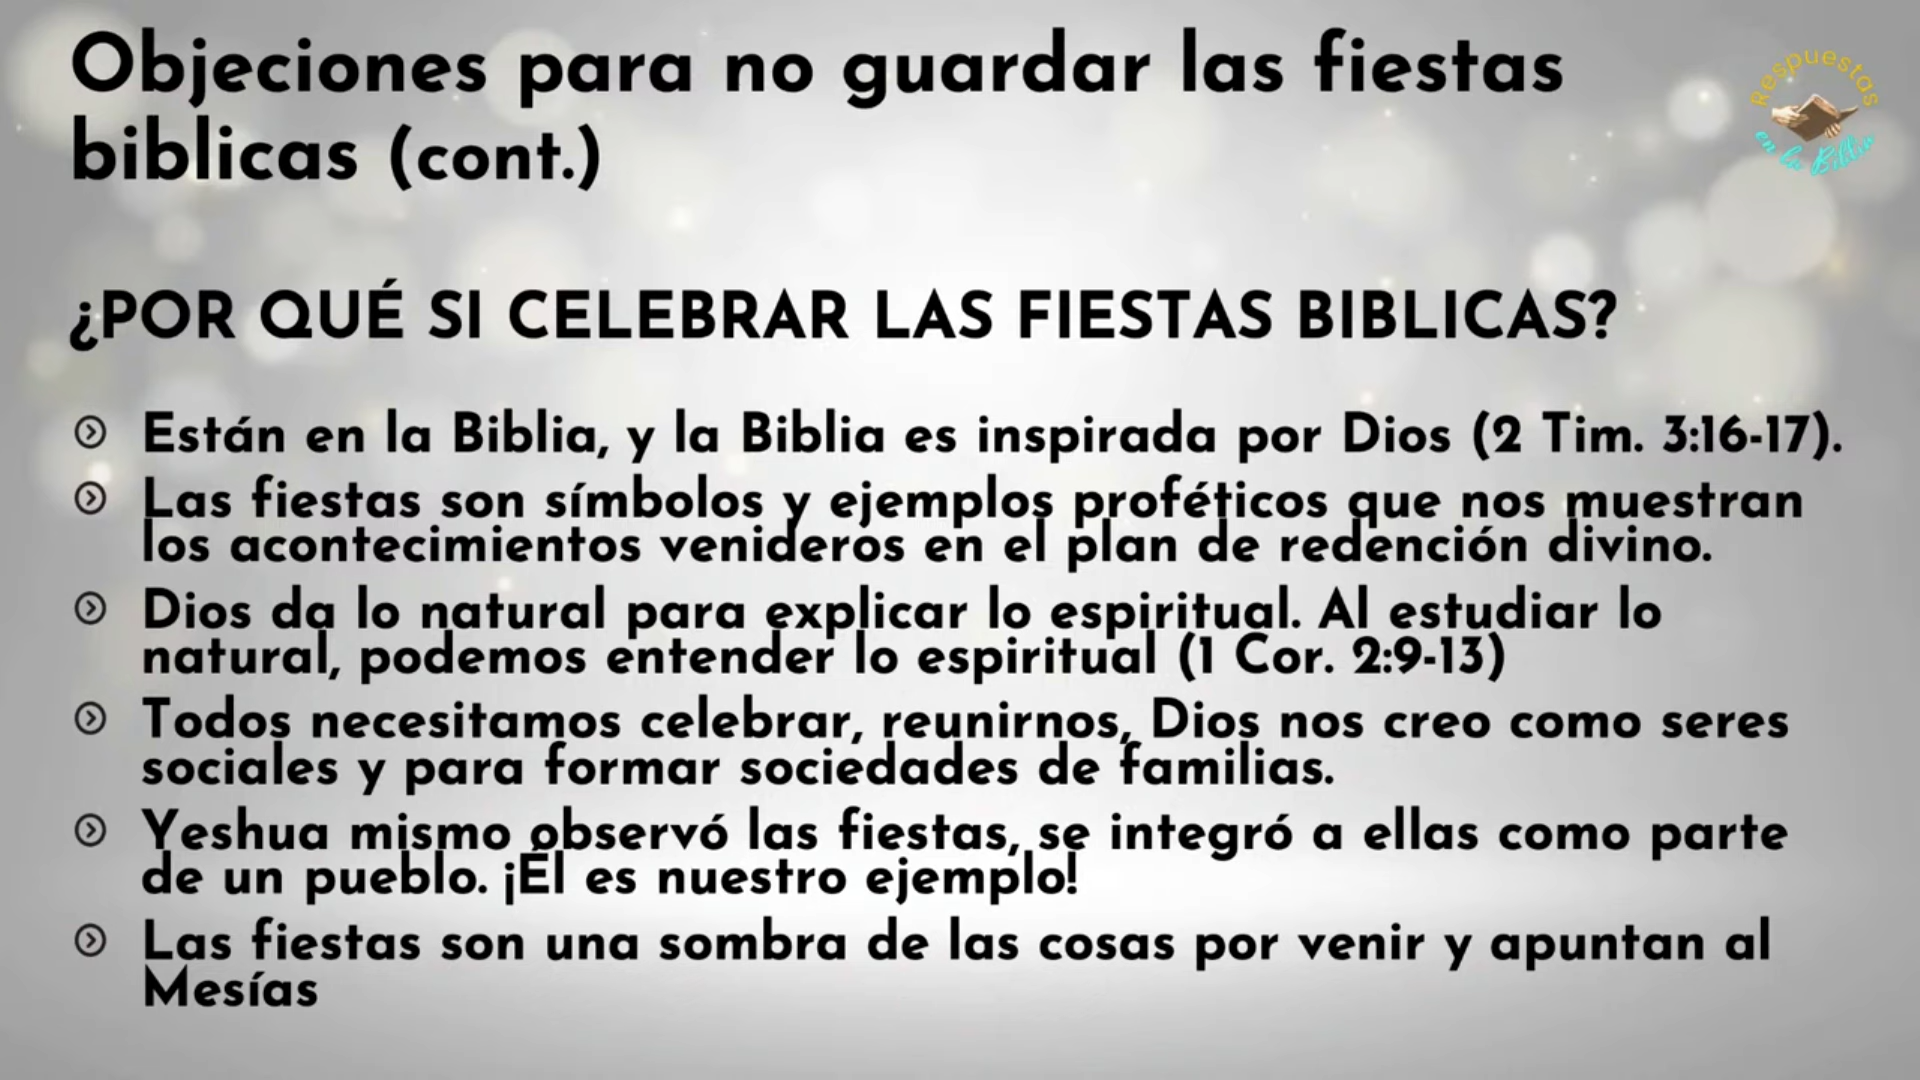 Objeciones para no guardar las fiestas
biblicas (cont.)
Respuestas
en la Biblia
¿POR QUÉ SI CELEBRAR LAS FIESTAS BIBLICAS?
Están en la Biblia, y la Biblia es inspirada por Dios (2 Tim. 3:16-17).
Las fiestas son símbolos y ejemplos proféticos que nos muestran
los acontecimientos venideros en el plan de redención divino.
Dios da lo natural para explicar lo espiritual. Al estudiar lo
natural, podemos entender lo espiritual (1 Cor. 2:9-13)
Todos necesitamos celebrar, reunirnos, Dios nos creo como seres
sociales y para formar sociedades de familias.
Yeshua mismo observó las fiestas, se integró a ellas como parte
de un pueblo. ¡Él es nuestro ejemplo!
Las fiestas son una sombra de las cosas por venir y apuntan al
Mesías